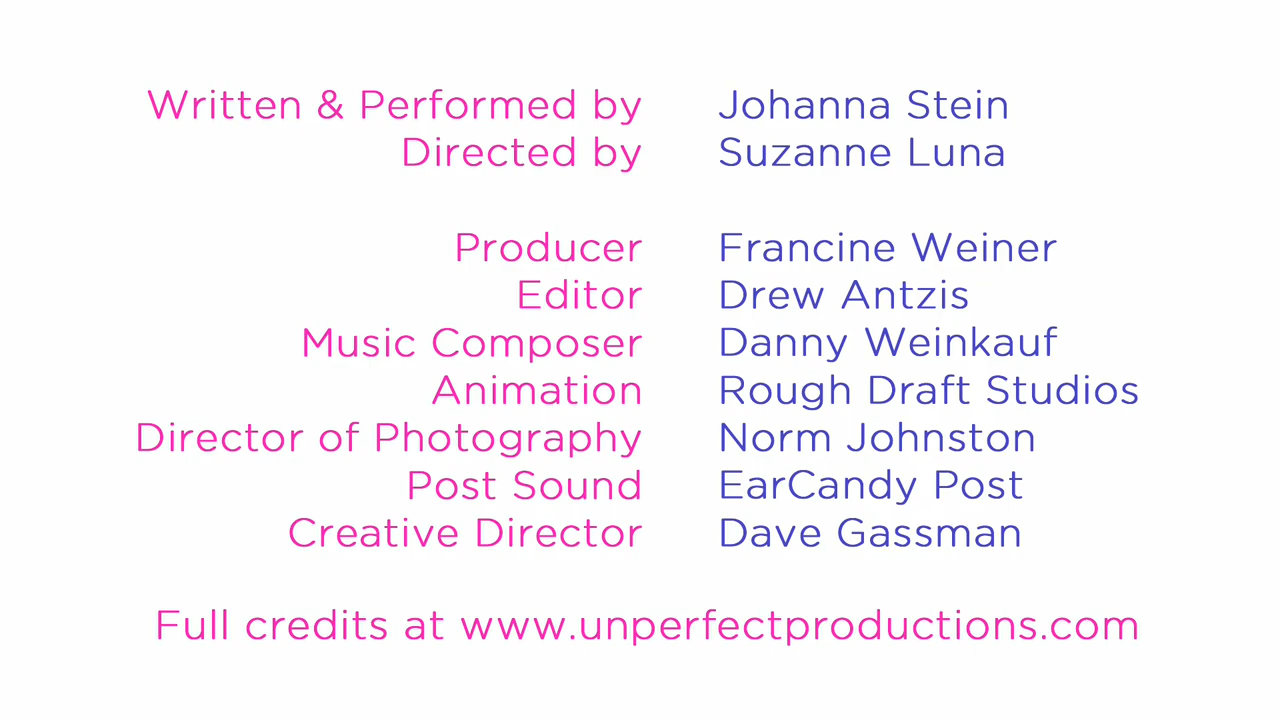 Written & Performed by Johanna Stein
Directed by Suzanne Luna
Producer Francine Weiner
Editor Drew Antzis
Music Composer Danny Weinkauf
Animation Rough Draft Studios
Director of Photography Norm Johnston
Post Sound EarCandy Post
Creative Director Dave Gassman
Full credits at www.unperfectproductions.com